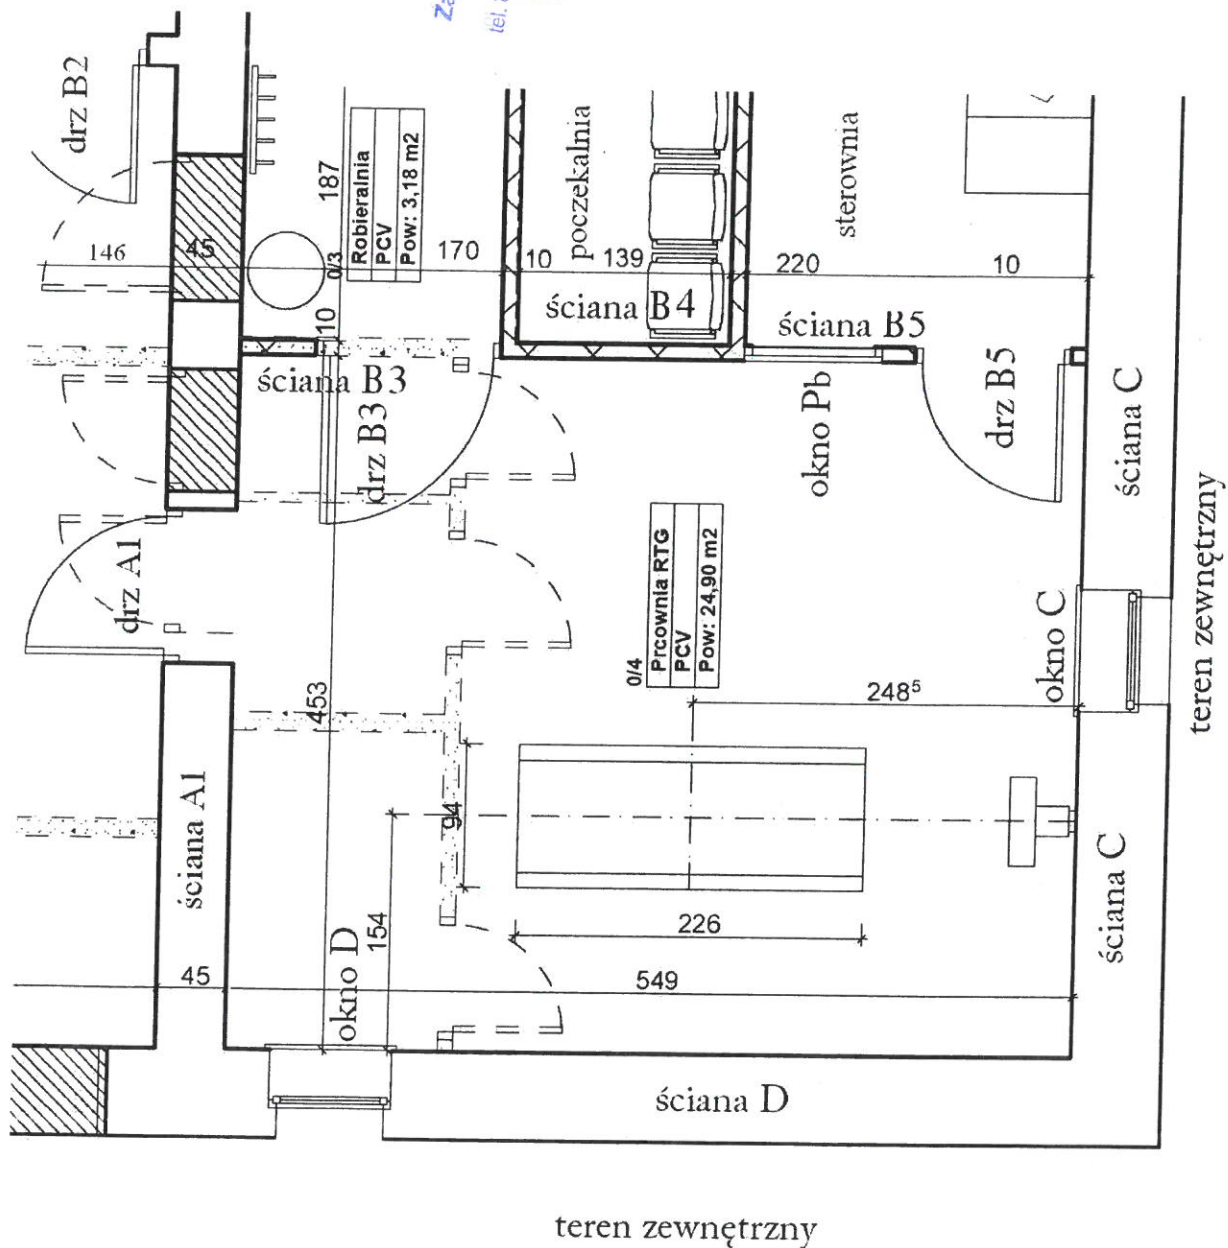 tel.
drz B2
146
45
0/3
187
Robieralnia
PCV
Pow: 3,18 m2
170
10
139
220
10
poczekalnia
sterownia
ściana B4
ściana B5
10
ściana B3
drz B3
okno Pb
drz B5
ściana C
drz A1
0/4
Prcownia RTG
PCV
Pow: 24,90 m2
okno C
teren zewnętrzny
453
248⁵
ściana A1
94
154
226
ściana C
okno D
45
549
ściana D
teren zewnętrzny